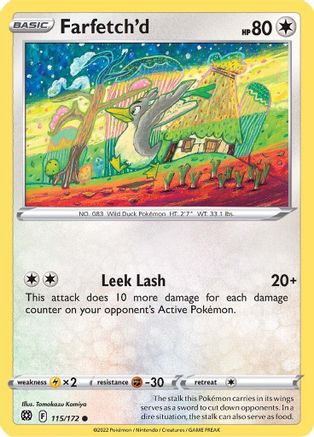 BASIC Farfetch'd HP 80
NO. 083 Wild Duck Pokémon HT: 2'7" WT: 33.1 lbs.
Leek Lash 20+
This attack does 10 more damage for each damage
counter on your opponent's Active Pokémon.
weakness ×2 resistance -30 retreat
Illus. Tomokazu Komiya
F 115/172
The stalk this Pokémon carries in its wings
serves as a sword to cut down opponents. In a
dire situation, the stalk can also serve as food.
©2022 Pokémon / Nintendo / Creatures / GAME FREAK